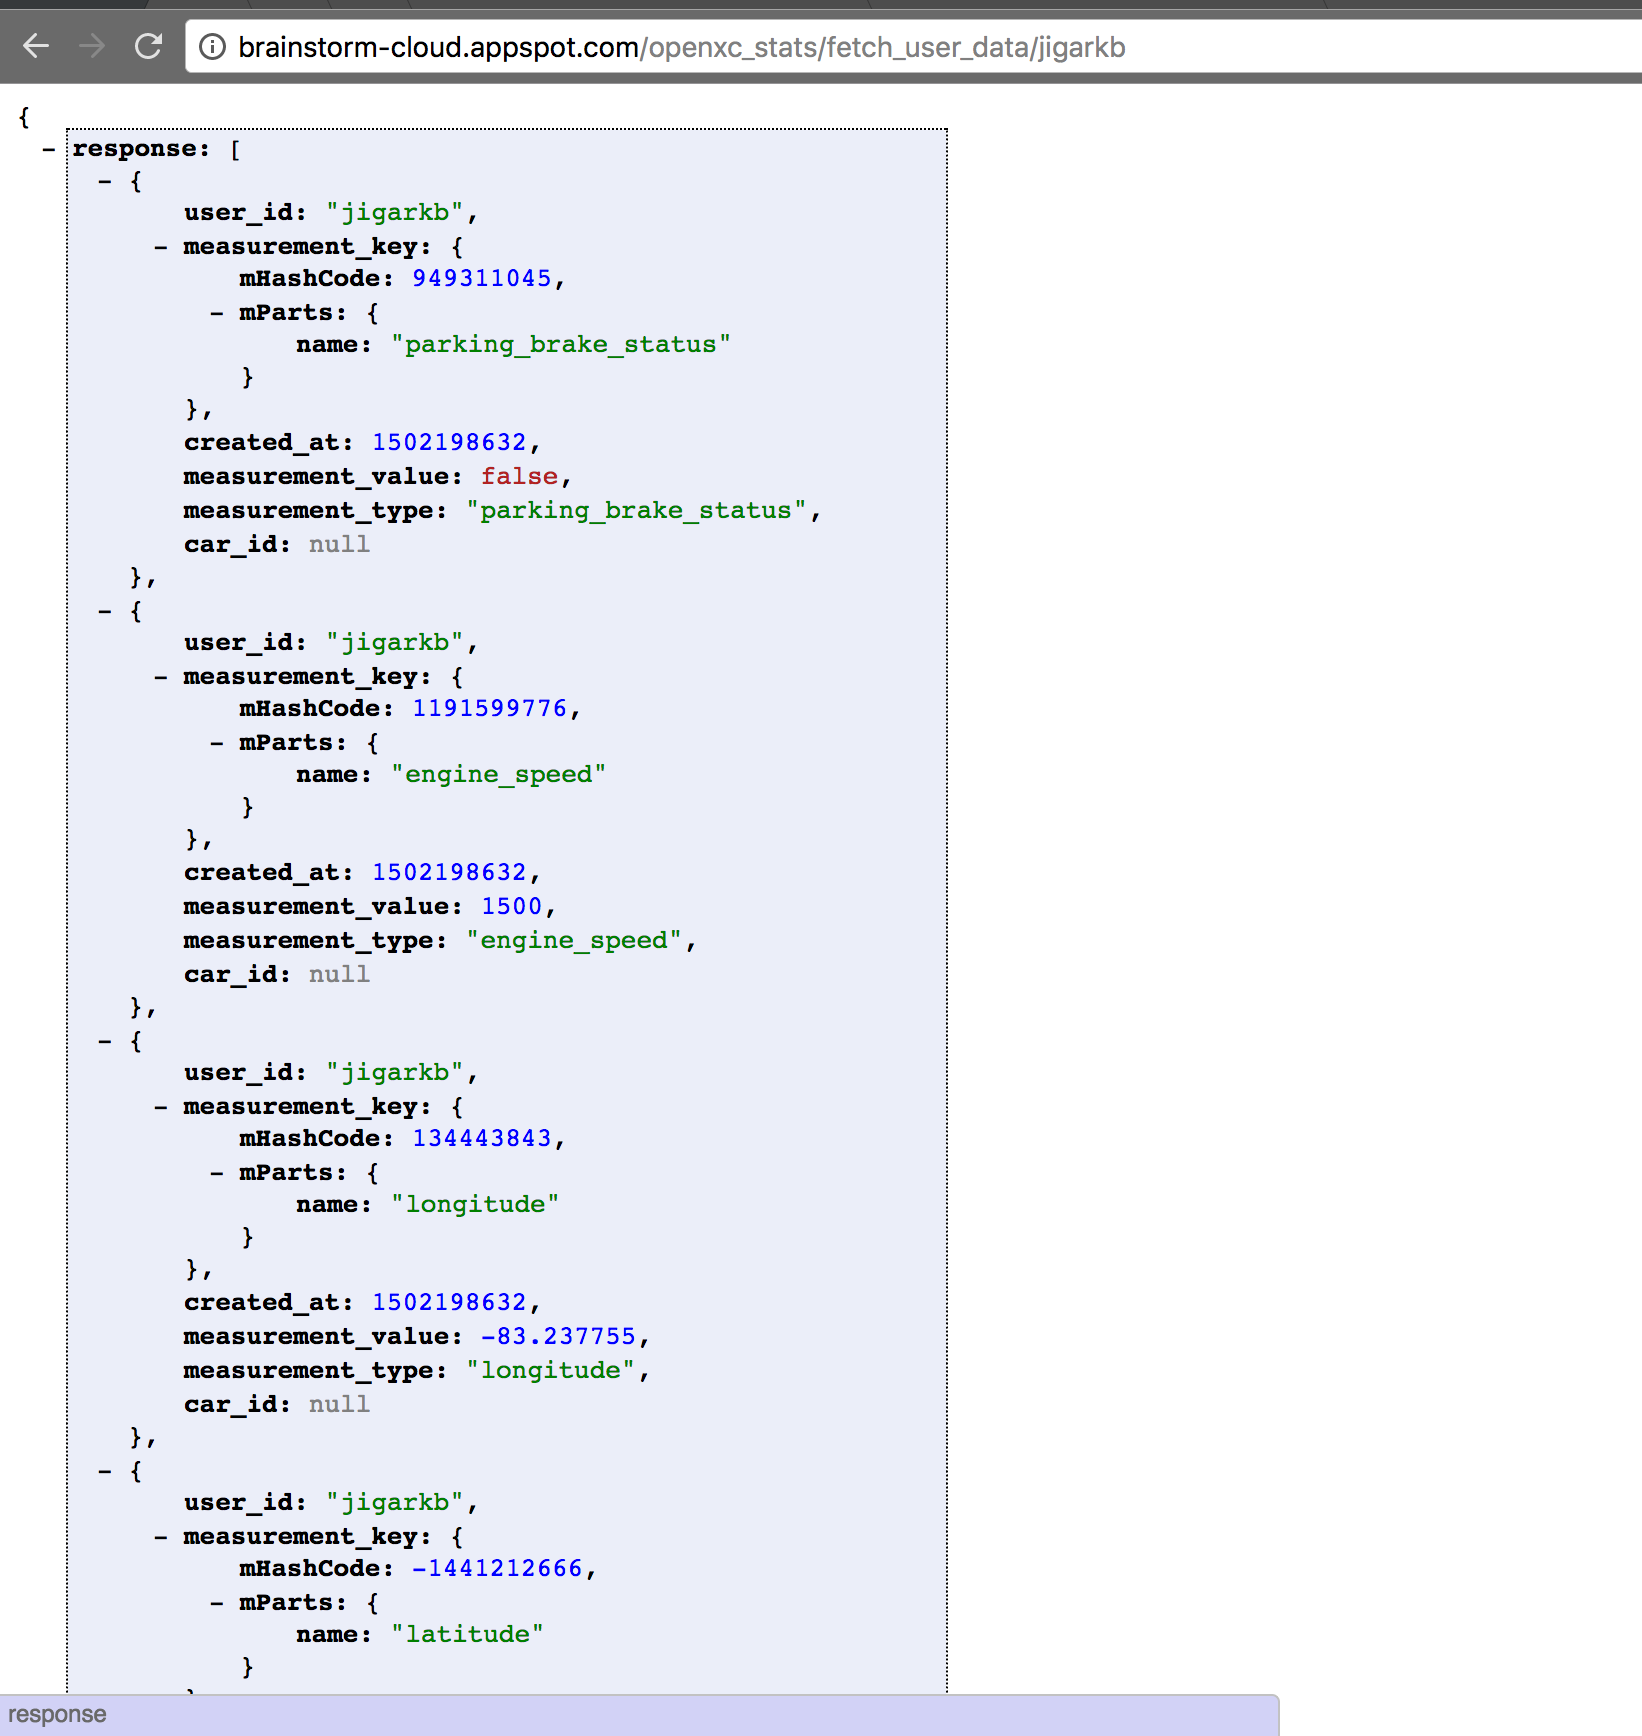 brainstorm-cloud.appspot.com/openxc_stats/fetch_user_data/jigarkb
{
- response: [
- {
user_id: "jigarkb",
- measurement_key: {
mHashCode: 949311045,
- mParts: {
name: "parking_brake_status"
}
},
created_at: 1502198632,
measurement_value: false,
measurement_type: "parking_brake_status",
car_id: null
},
- {
user_id: "jigarkb",
- measurement_key: {
mHashCode: 1191599776,
- mParts: {
name: "engine_speed"
}
},
created_at: 1502198632,
measurement_value: 1500,
measurement_type: "engine_speed",
car_id: null
},
- {
user_id: "jigarkb",
- measurement_key: {
mHashCode: 134443843,
- mParts: {
name: "longitude"
}
},
created_at: 1502198632,
measurement_value: -83.237755,
measurement_type: "longitude",
car_id: null
},
- {
user_id: "jigarkb",
- measurement_key: {
mHashCode: -1441212666,
- mParts: {
name: "latitude"
}
response